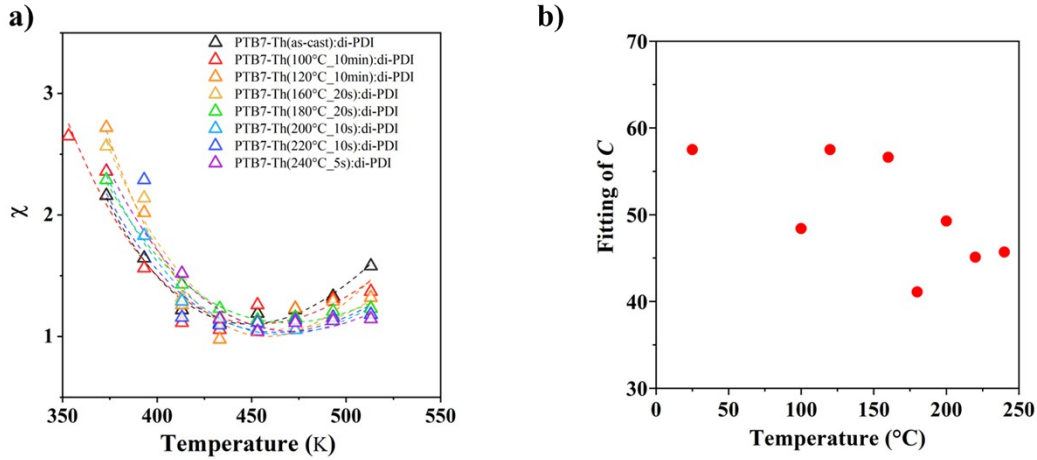 a)
PTB7-Th(as-cast):di-PDI
PTB7-Th(100°C_10min):di-PDI
PTB7-Th(120°C_10min):di-PDI
PTB7-Th(160°C_20s):di-PDI
PTB7-Th(180°C_20s):di-PDI
PTB7-Th(200°C_10s):di-PDI
PTB7-Th(220°C_10s):di-PDI
PTB7-Th(240°C_5s):di-PDI
3
2
1
χ
350 400 450 500 550
Temperature (K)
b)
70
60
50
40
30
Fitting of C
0 50 100 150 200 250
Temperature (°C)